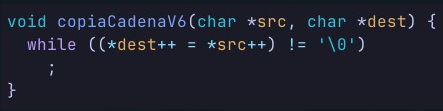 void copiaCadenaV6(char *src, char *dest) {
  while ((*dest++ = *src++) != '\0')
    ;
}